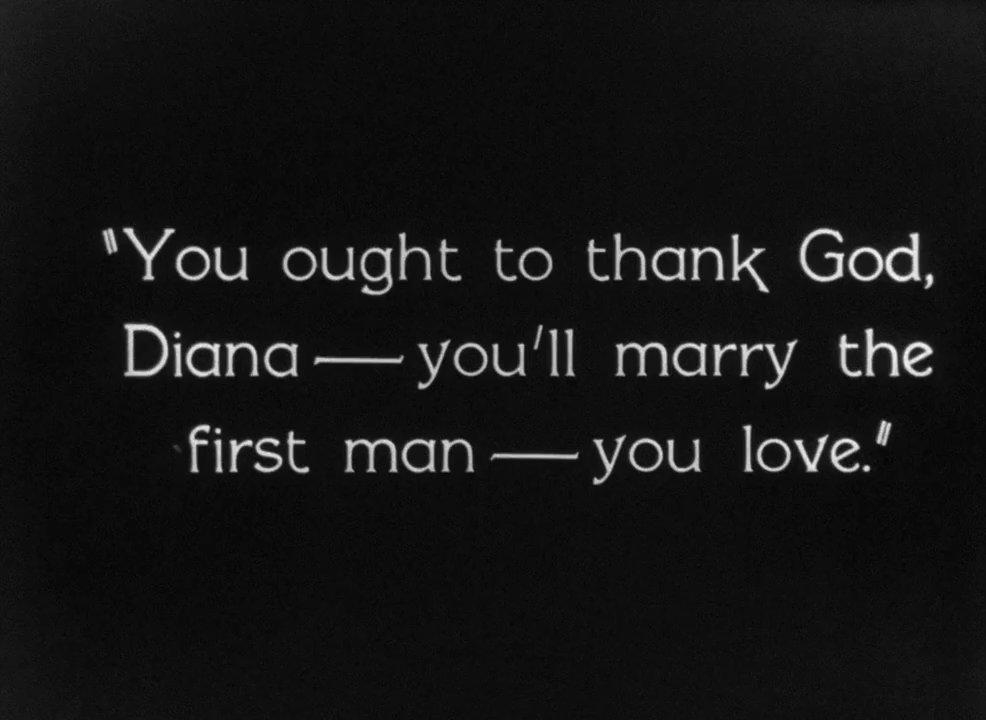 "You ought to thank God,
Diana — you'll marry the
first man — you love."